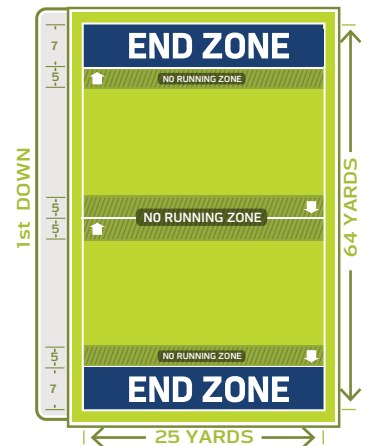 7
END ZONE
5
NO RUNNING ZONE
5
NO RUNNING ZONE
5
5
NO RUNNING ZONE
7
END ZONE
1st DOWN
64 YARDS
25 YARDS